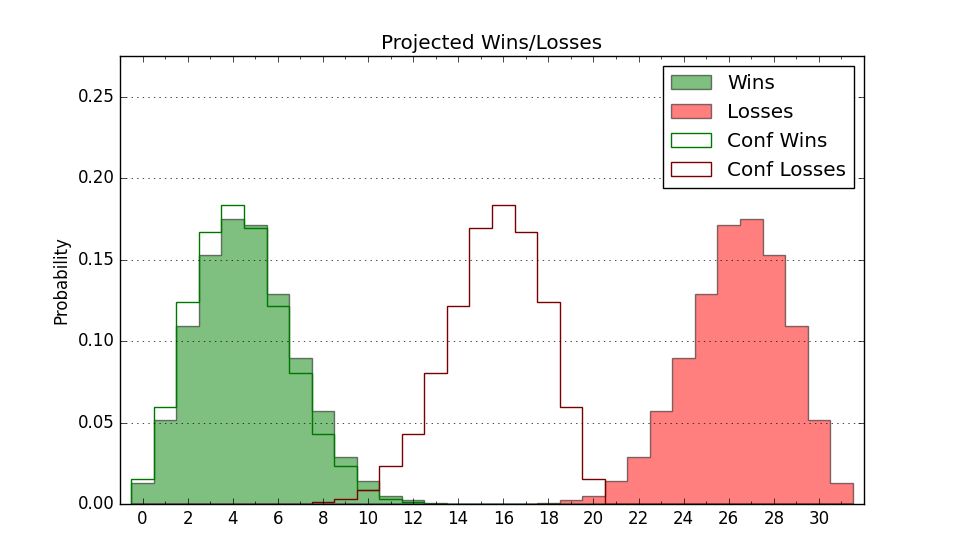 Projected Wins/Losses
Wins
Losses
Conf Wins
Conf Losses
Probability
0.25
0.20
0.15
0.10
0.05
0.00
0 2 4 6 8 10 12 14 16 18 20 22 24 26 28 30